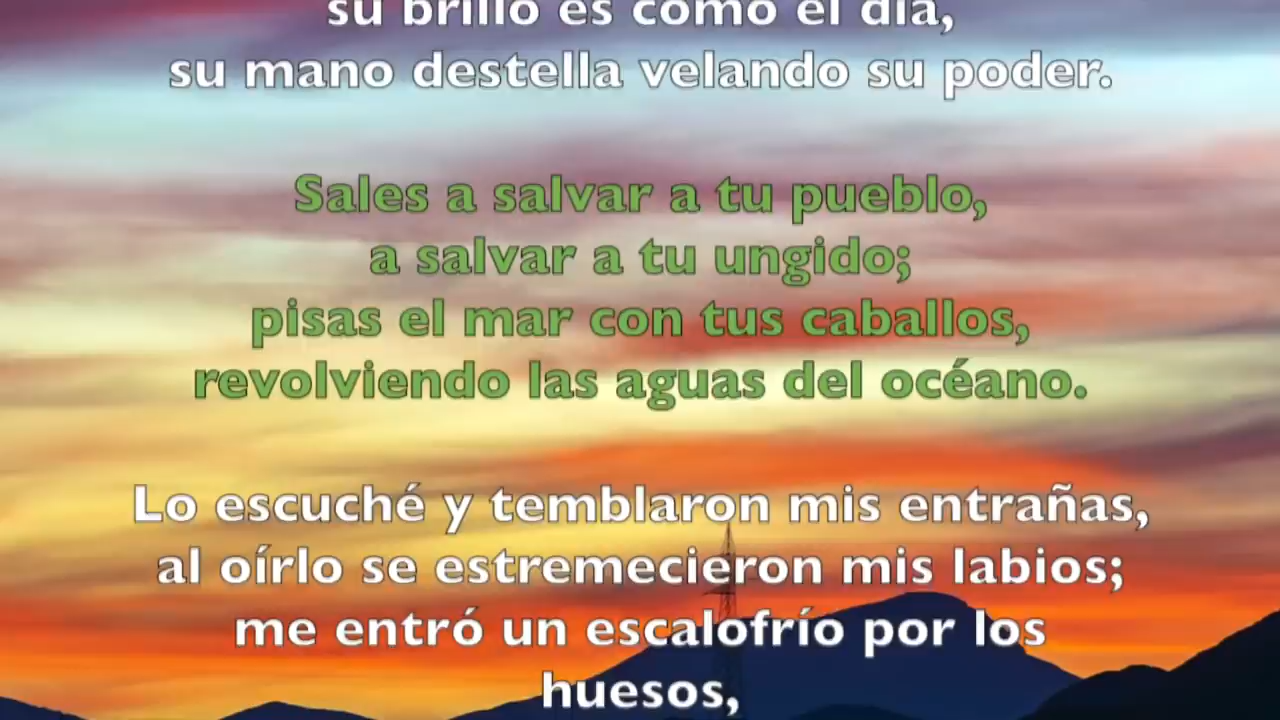 su brillo es como el día,
su mano destella velando su poder.
Sales a salvar a tu pueblo,
a salvar a tu ungido;
pisas el mar con tus caballos,
revolviendo las aguas del océano.
Lo escuché y temblaron mis entrañas,
al oírlo se estremecieron mis labios;
me entró un escalofrío por los
huesos,